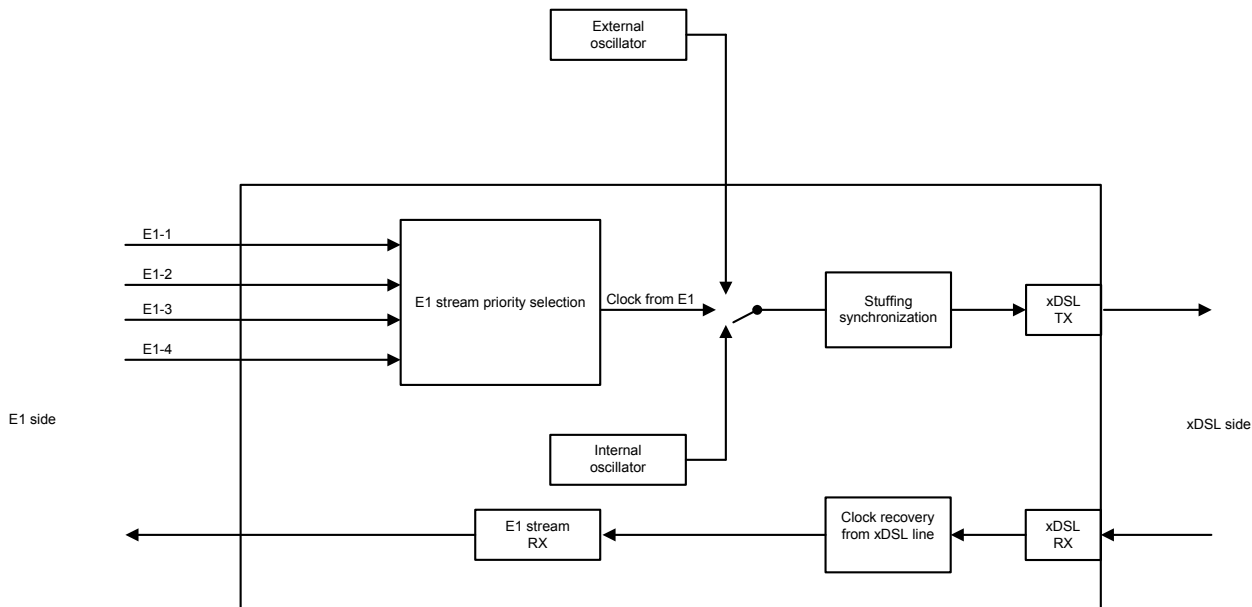 External
oscillator
E1-1
E1-2
E1-3
E1-4
E1 stream priority selection
Clock from E1
Stuffing
synchronization
xDSL
TX
E1 side
xDSL side
Internal
oscillator
E1 stream
RX
Clock recovery
from xDSL line
xDSL
RX